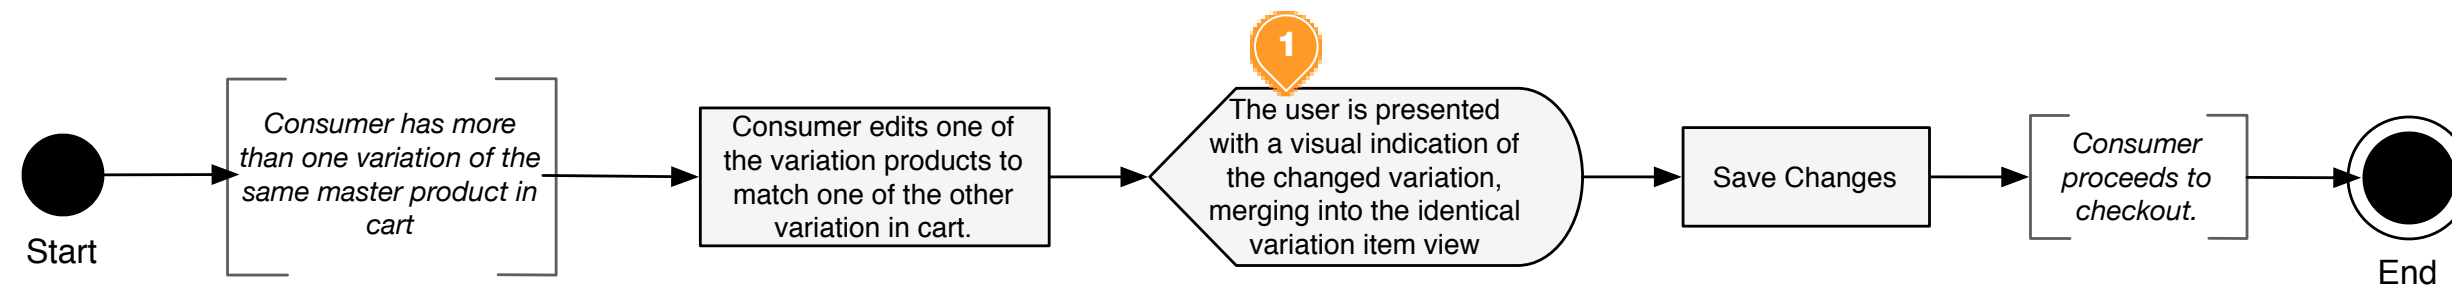 Start
Consumer has more
than one variation of the
same master product in
cart
Consumer edits one of
the variation products to
match one of the other
variation in cart.
1
The user is presented
with a visual indication of
the changed variation,
merging into the identical
variation item view
Save Changes
Consumer
proceeds to
checkout.
End